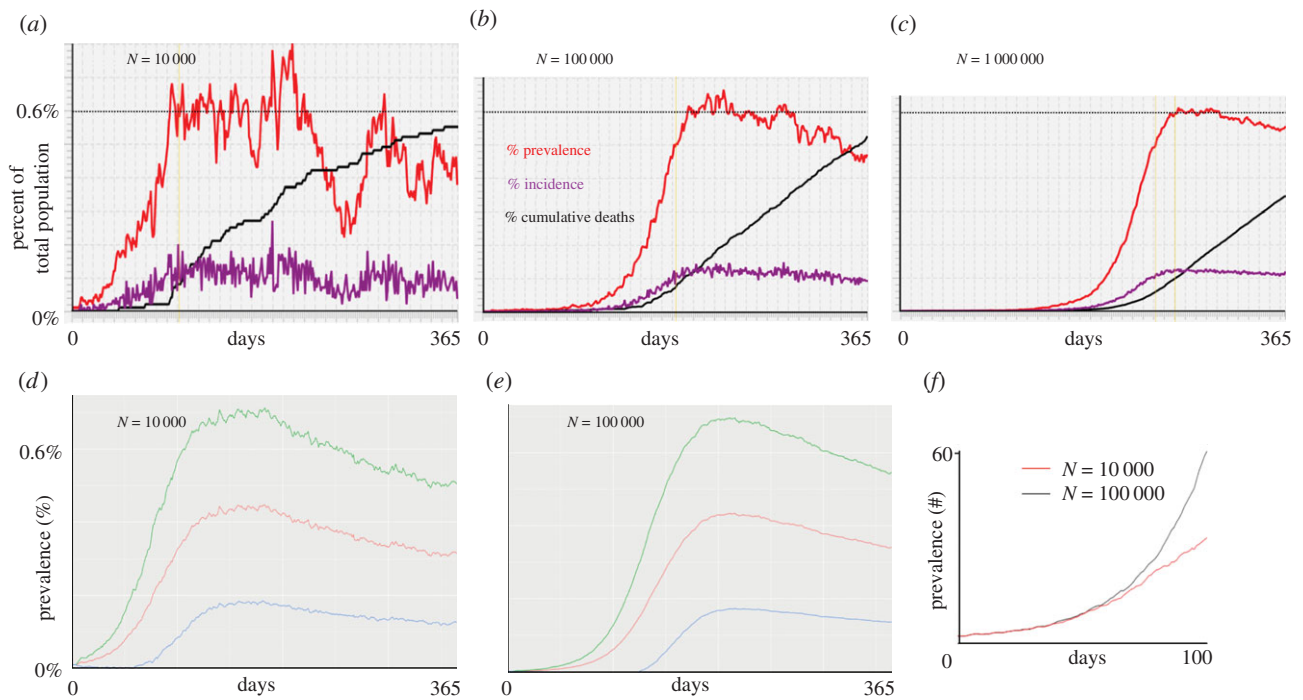 (a)
N = 10 000
0.6%
percent of
total population
0%
0
days
365
(b)
N = 100 000
% prevalence
% incidence
% cumulative deaths
0
days
365
(c)
N = 1 000 000
0
days
365
(d)
N = 10 000
0.6%
prevalence (%)
0%
0
days
365
(e)
N = 100 000
0
days
365
(f)
60
N = 10 000
N = 100 000
prevalence (#)
0
days
100